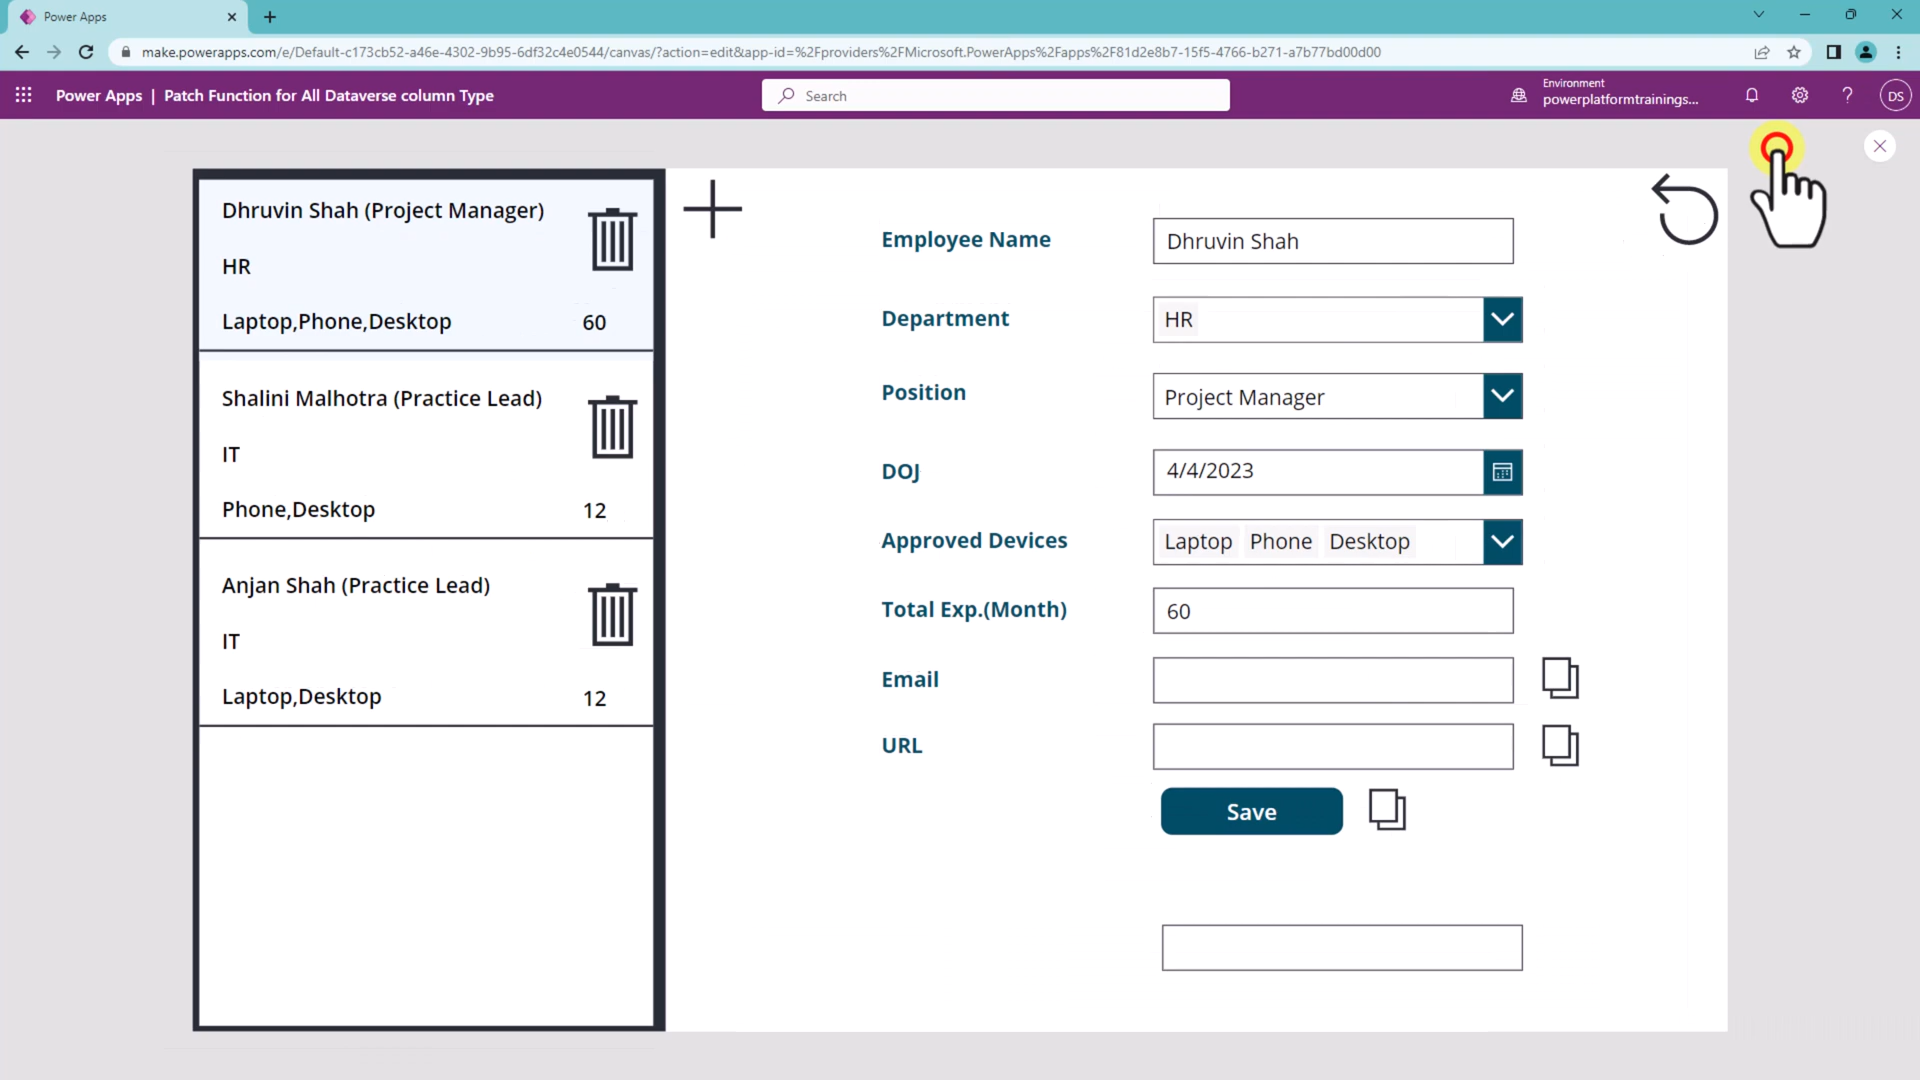 Power Apps
make.powerapps.com/e/Default-c173cb52-a46e-4302-9b95-6df32c4e0544/canvas/?action=edit&app-id=%2Fproviders%2FMicrosoft.PowerApps%2Fapps%2F81d2e8b7-15f5-4766-b271-a7b77bd00d00
Power Apps | Patch Function for All Dataverse column Type
Search
Environment
powerplatformtrainings...
DS
Dhruvin Shah (Project Manager)
HR
Laptop,Phone,Desktop 60
Shalini Malhotra (Practice Lead)
IT
Phone,Desktop 12
Anjan Shah (Practice Lead)
IT
Laptop,Desktop 12
Employee Name Dhruvin Shah
Department HR
Position Project Manager
DOJ 4/4/2023
Approved Devices Laptop Phone Desktop
Total Exp.(Month) 60
Email
URL
Save